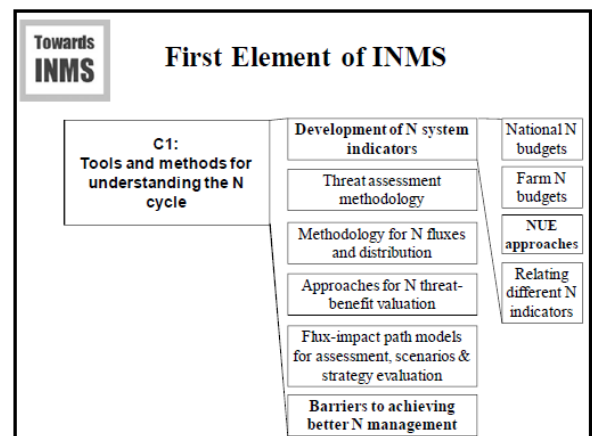 Towards
INMS
First Element of INMS
C1:
Tools and methods for
understanding the N
cycle
Development of N system
indicators
Threat assessment
methodology
Methodology for N fluxes
and distribution
Approaches for N threat-
benefit valuation
Flux-impact path models
for assessment, scenarios &
strategy evaluation
Barriers to achieving
better N management
National N
budgets
Farm N
budgets
NUE
approaches
Relating
different N
indicators